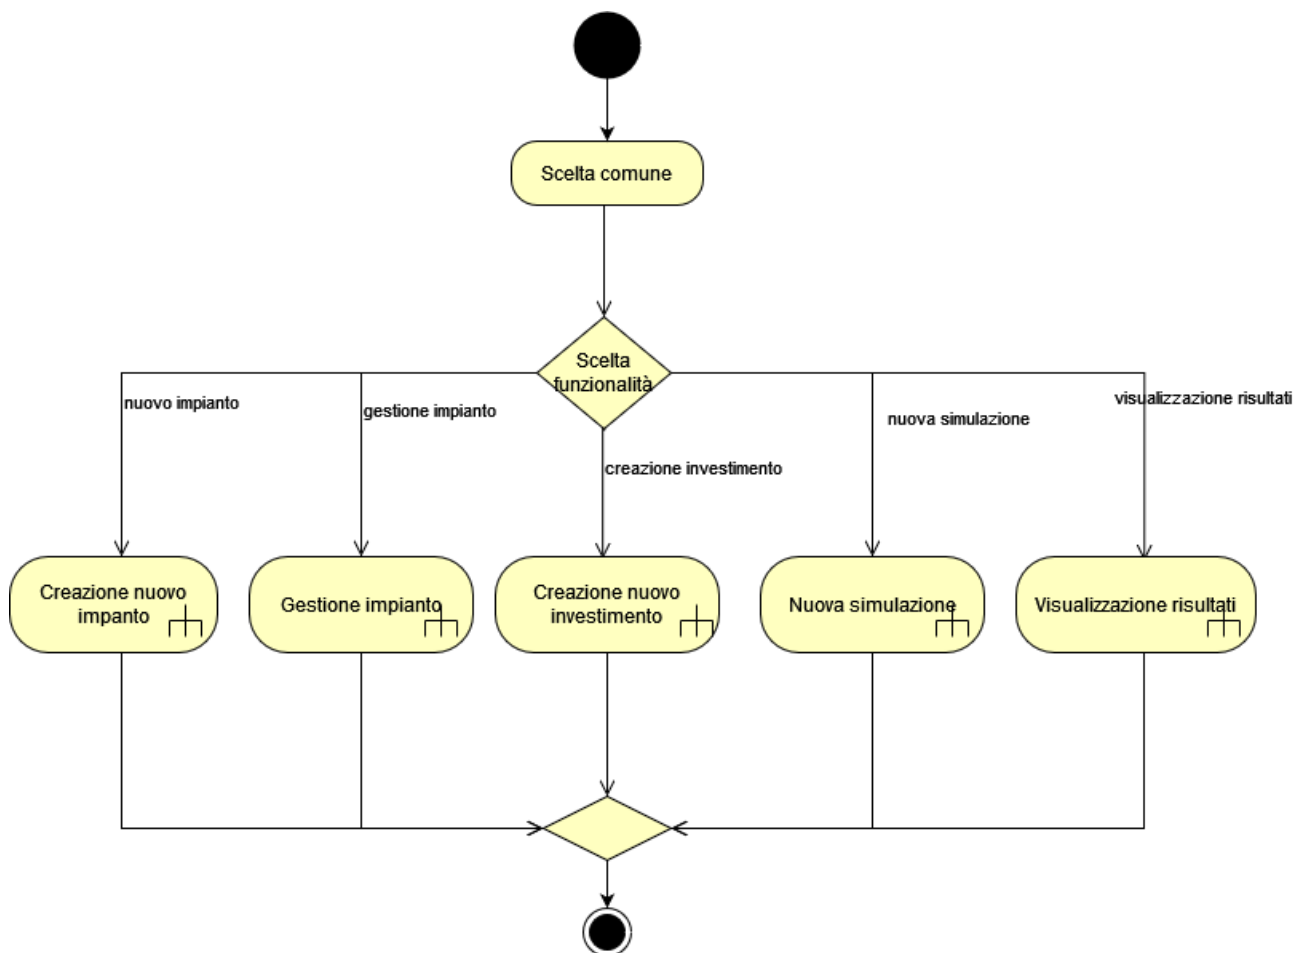 Scelta comune
Scelta
funzionalità
nuovo impianto
gestione impianto
creazione investimento
nuova simulazione
visualizzazione risultati
Creazione nuovo
impanto
Gestione impianto
Creazione nuovo
investimento
Nuova simulazione
Visualizzazione risultati